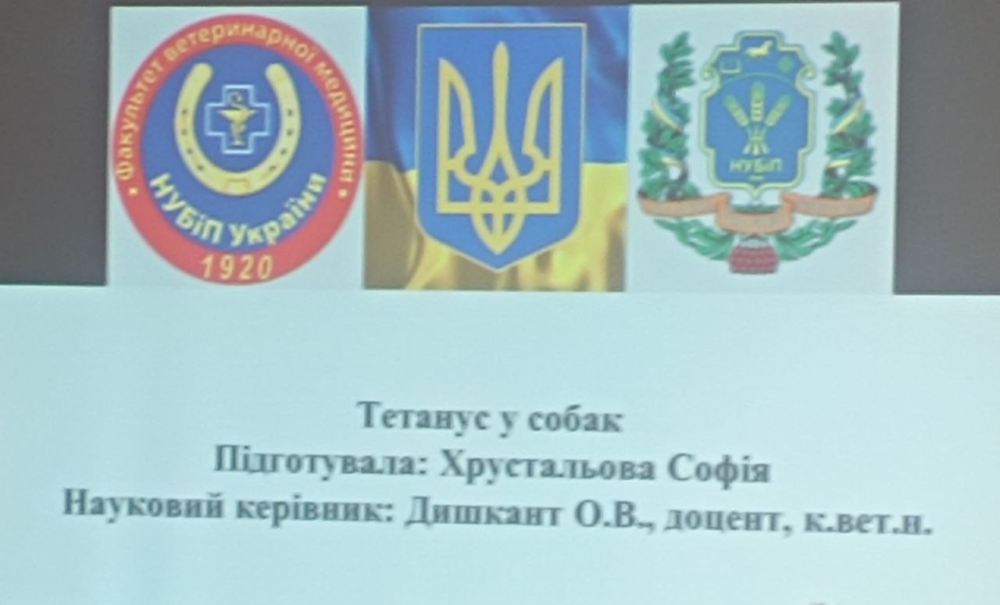 • Факультет ветеринарної медицини •
НУБіП України
1920
НУБіП
Тетанус у собак
Підготувала: Хрустальова Софія
Науковий керівник: Дишкант О.В., доцент, к.вет.н.